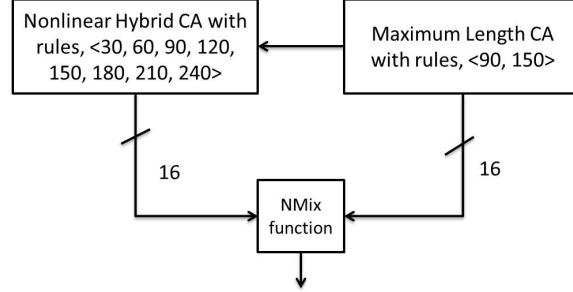 Nonlinear Hybrid CA with
rules, <30, 60, 90, 120,
150, 180, 210, 240>
Maximum Length CA
with rules, <90, 150>
16
16
NMix
function